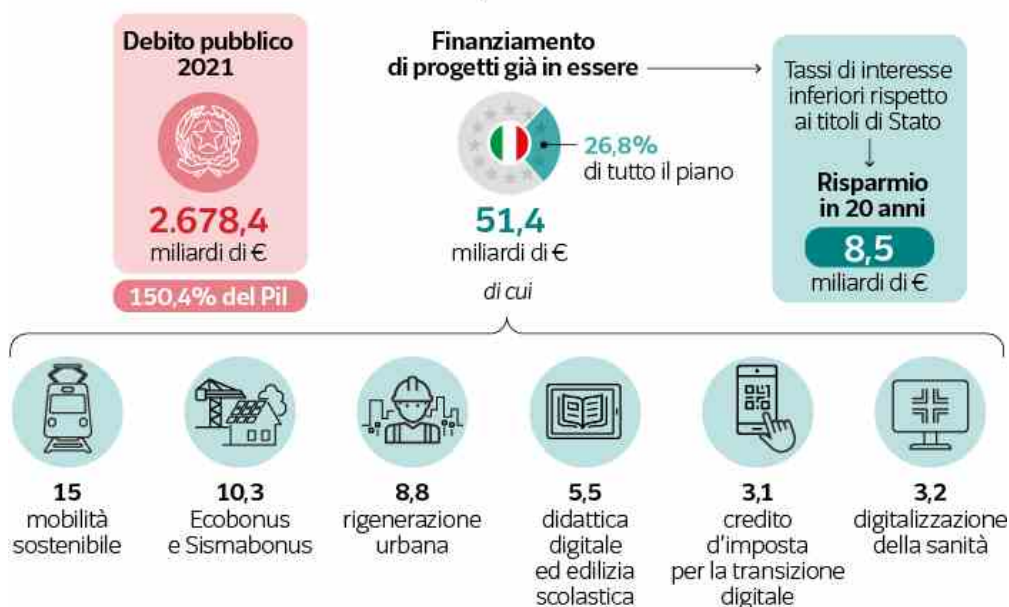 Debito pubblico
2021
2.678,4
miliardi di €
150,4% del Pil
Finanziamento
di progetti già in essere
26,8%
di tutto il piano
51,4
miliardi di €
di cui
Tassi di interesse
inferiori rispetto
ai titoli di Stato
Risparmio
in 20 anni
8,5
miliardi di €
15
mobilità
sostenibile
10,3
Ecobonus
e Sismabonus
8,8
rigenerazione
urbana
5,5
didattica
digitale
ed edilizia
scolastica
3,1
credito
d'imposta
per la transizione
digitale
3,2
digitalizzazione
della sanità